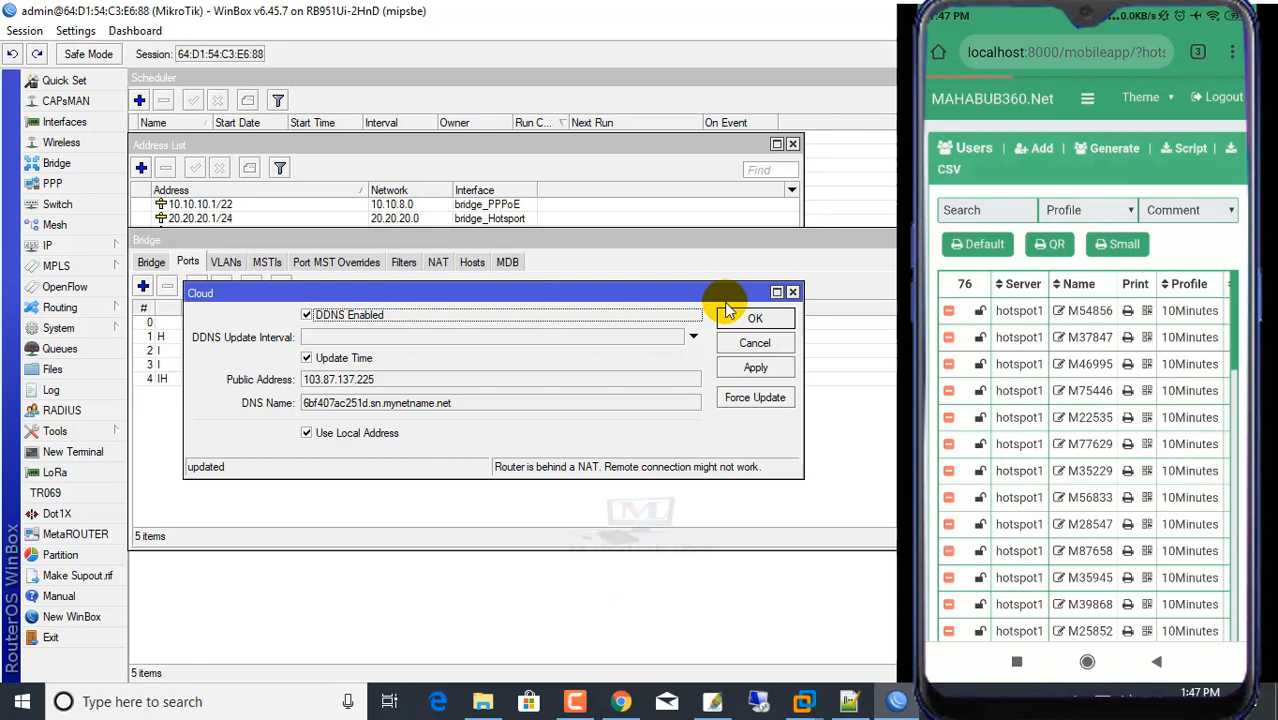 admin@64:D1:54:C3:E6:88 (MikroTik) - WinBox v6.45.7 on RB951Ui-2HnD (mipsbe)
Session Settings Dashboard
Safe Mode Session: 64:D1:54:C3:E6:88
Quick Set
CAPsMAN
Interfaces
Wireless
Bridge
PPP
Switch
Mesh
IP
MPLS
OpenFlow
Routing
System
Queues
Files
Log
RADIUS
Tools
New Terminal
LoRa
TR069
Dot1X
MetaROUTER
Partition
Make Supout.rif
Manual
New WinBox
Exit
RouterOS WinBox
Scheduler
Name Start Date Start Time Interval Owner Run C... Next Run On Event
Address List
Find
Address Network Interface
10.10.10.1/22 10.10.8.0 bridge_PPPoE
20.20.20.1/24 20.20.20.0 bridge_Hotsport
Bridge
Bridge Ports VLANs MSTIs Port MST Overrides Filters NAT Hosts MDB
#
0
1 H
2 I
3 I
4 IH
Cloud
DDNS Enabled OK
DDNS Update Interval: Cancel
Update Time Apply
Public Address: 103.87.137.225
DNS Name: 6bf407ac251d.sn.mynetname.net Force Update
Use Local Address
updated Router is behind a NAT. Remote connection might not work.
5 items
5 items
Type here to search
1:47 PM ...0.0KB/s
localhost:8000/mobileapp/?hots 3
MAHABUB360.Net Theme Logout
Users | Add | Generate | Script |
CSV
Search Profile Comment
Default QR Small
76 Server Name Print Profile
hotspot1 M54856 10Minutes
hotspot1 M37847 10Minutes
hotspot1 M46995 10Minutes
hotspot1 M75446 10Minutes
hotspot1 M22535 10Minutes
hotspot1 M77629 10Minutes
hotspot1 M35229 10Minutes
hotspot1 M56833 10Minutes
hotspot1 M28547 10Minutes
hotspot1 M87658 10Minutes
hotspot1 M35945 10Minutes
hotspot1 M39868 10Minutes
hotspot1 M25852 10Minutes
1:47 PM